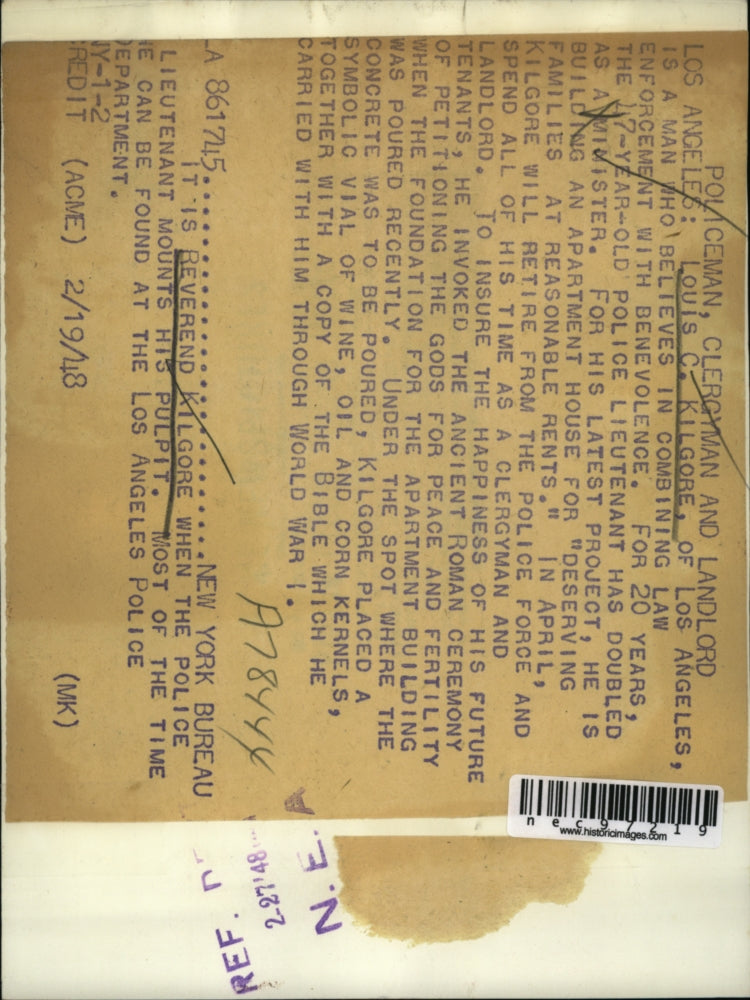 POLICEMAN, CLERGYMAN AND LANDLORD
LOS ANGELES: LOUIS C. KILGORE, OF LOS ANGELES,
IS A MAN WHO BELIEVES IN COMBINING LAW
ENFORCEMENT WITH BENEVOLENCE. FOR 20 YEARS,
THE 47-YEAR-OLD POLICE LIEUTENANT HAS DOUBLED
AS A MINISTER. FOR HIS LATEST PROJECT, HE IS
BUILDING AN APARTMENT HOUSE FOR "DESERVING
FAMILIES AT REASONABLE RENTS." IN APRIL,
KILGORE WILL RETIRE FROM THE POLICE FORCE AND
SPEND ALL OF HIS TIME AS A CLERGYMAN AND
LANDLORD. TO INSURE THE HAPPINESS OF HIS FUTURE
TENANTS, HE INVOKED THE ANCIENT ROMAN CEREMONY
OF PETITIONING THE GODS FOR PEACE AND FERTILITY
WHEN THE FOUNDATION FOR THE APARTMENT BUILDING
WAS POURED RECENTLY. UNDER THE SPOT WHERE THE
CONCRETE WAS TO BE POURED, KILGORE PLACED A
SYMBOLIC VIAL OF WINE, OIL AND CORN KERNELS,
TOGETHER WITH A COPY OF THE BIBLE WHICH HE
CARRIED WITH HIM THROUGH WORLD WAR I.
LA 861745..................NEW YORK BUREAU
IT IS REVEREND KILGORE WHEN THE POLICE
LIEUTENANT MOUNTS HIS PULPIT. MOST OF THE TIME
HE CAN BE FOUND AT THE LOS ANGELES POLICE
DEPARTMENT.
NY-1-2
CREDIT (ACME) 2/19/48 (MK)
A78444
nec97219
www.historicimages.com
REF.
2-27'48
N. E. A